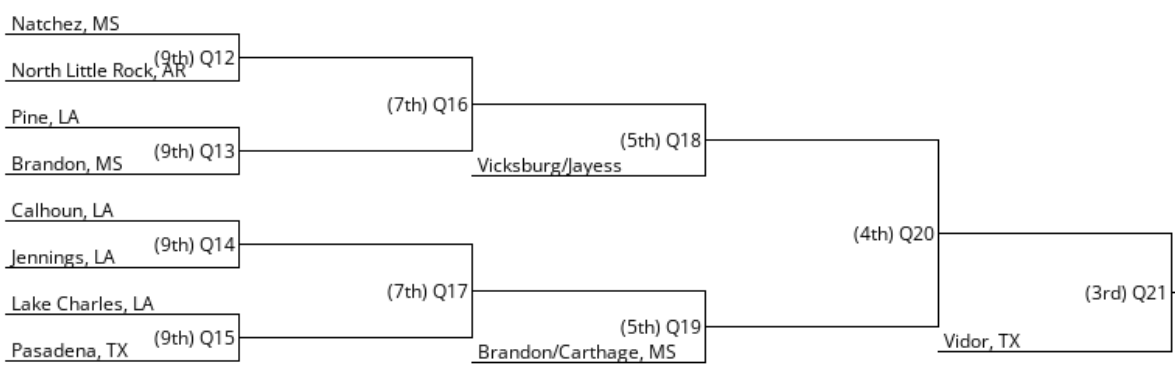 Natchez, MS
(9th) Q12
North Little Rock, AR
(7th) Q16
Pine, LA
(5th) Q18
(9th) Q13
Brandon, MS
Vicksburg/Jayess
Calhoun, LA
(4th) Q20
(9th) Q14
Jennings, LA
(7th) Q17
(3rd) Q21
Lake Charles, LA
(5th) Q19
(9th) Q15
Vidor, TX
Pasadena, TX
Brandon/Carthage, MS